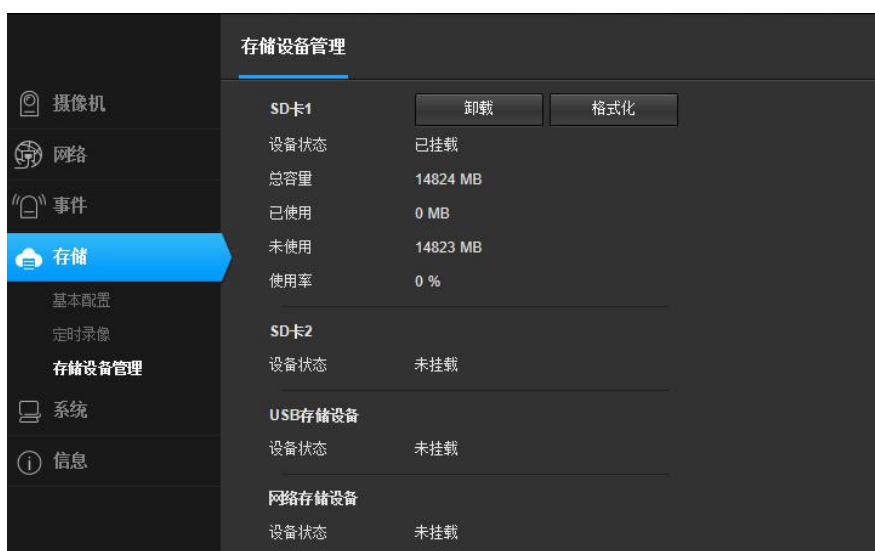 存储设备管理
摄像机
网络
事件
存储
基本配置
定时录像
存储设备管理
系统
信息
SD卡1 卸载 格式化
设备状态 已挂载
总容量 14824 MB
已使用 0 MB
未使用 14823 MB
使用率 0 %
SD卡2
设备状态 未挂载
USB存储设备
设备状态 未挂载
网络存储设备
设备状态 未挂载